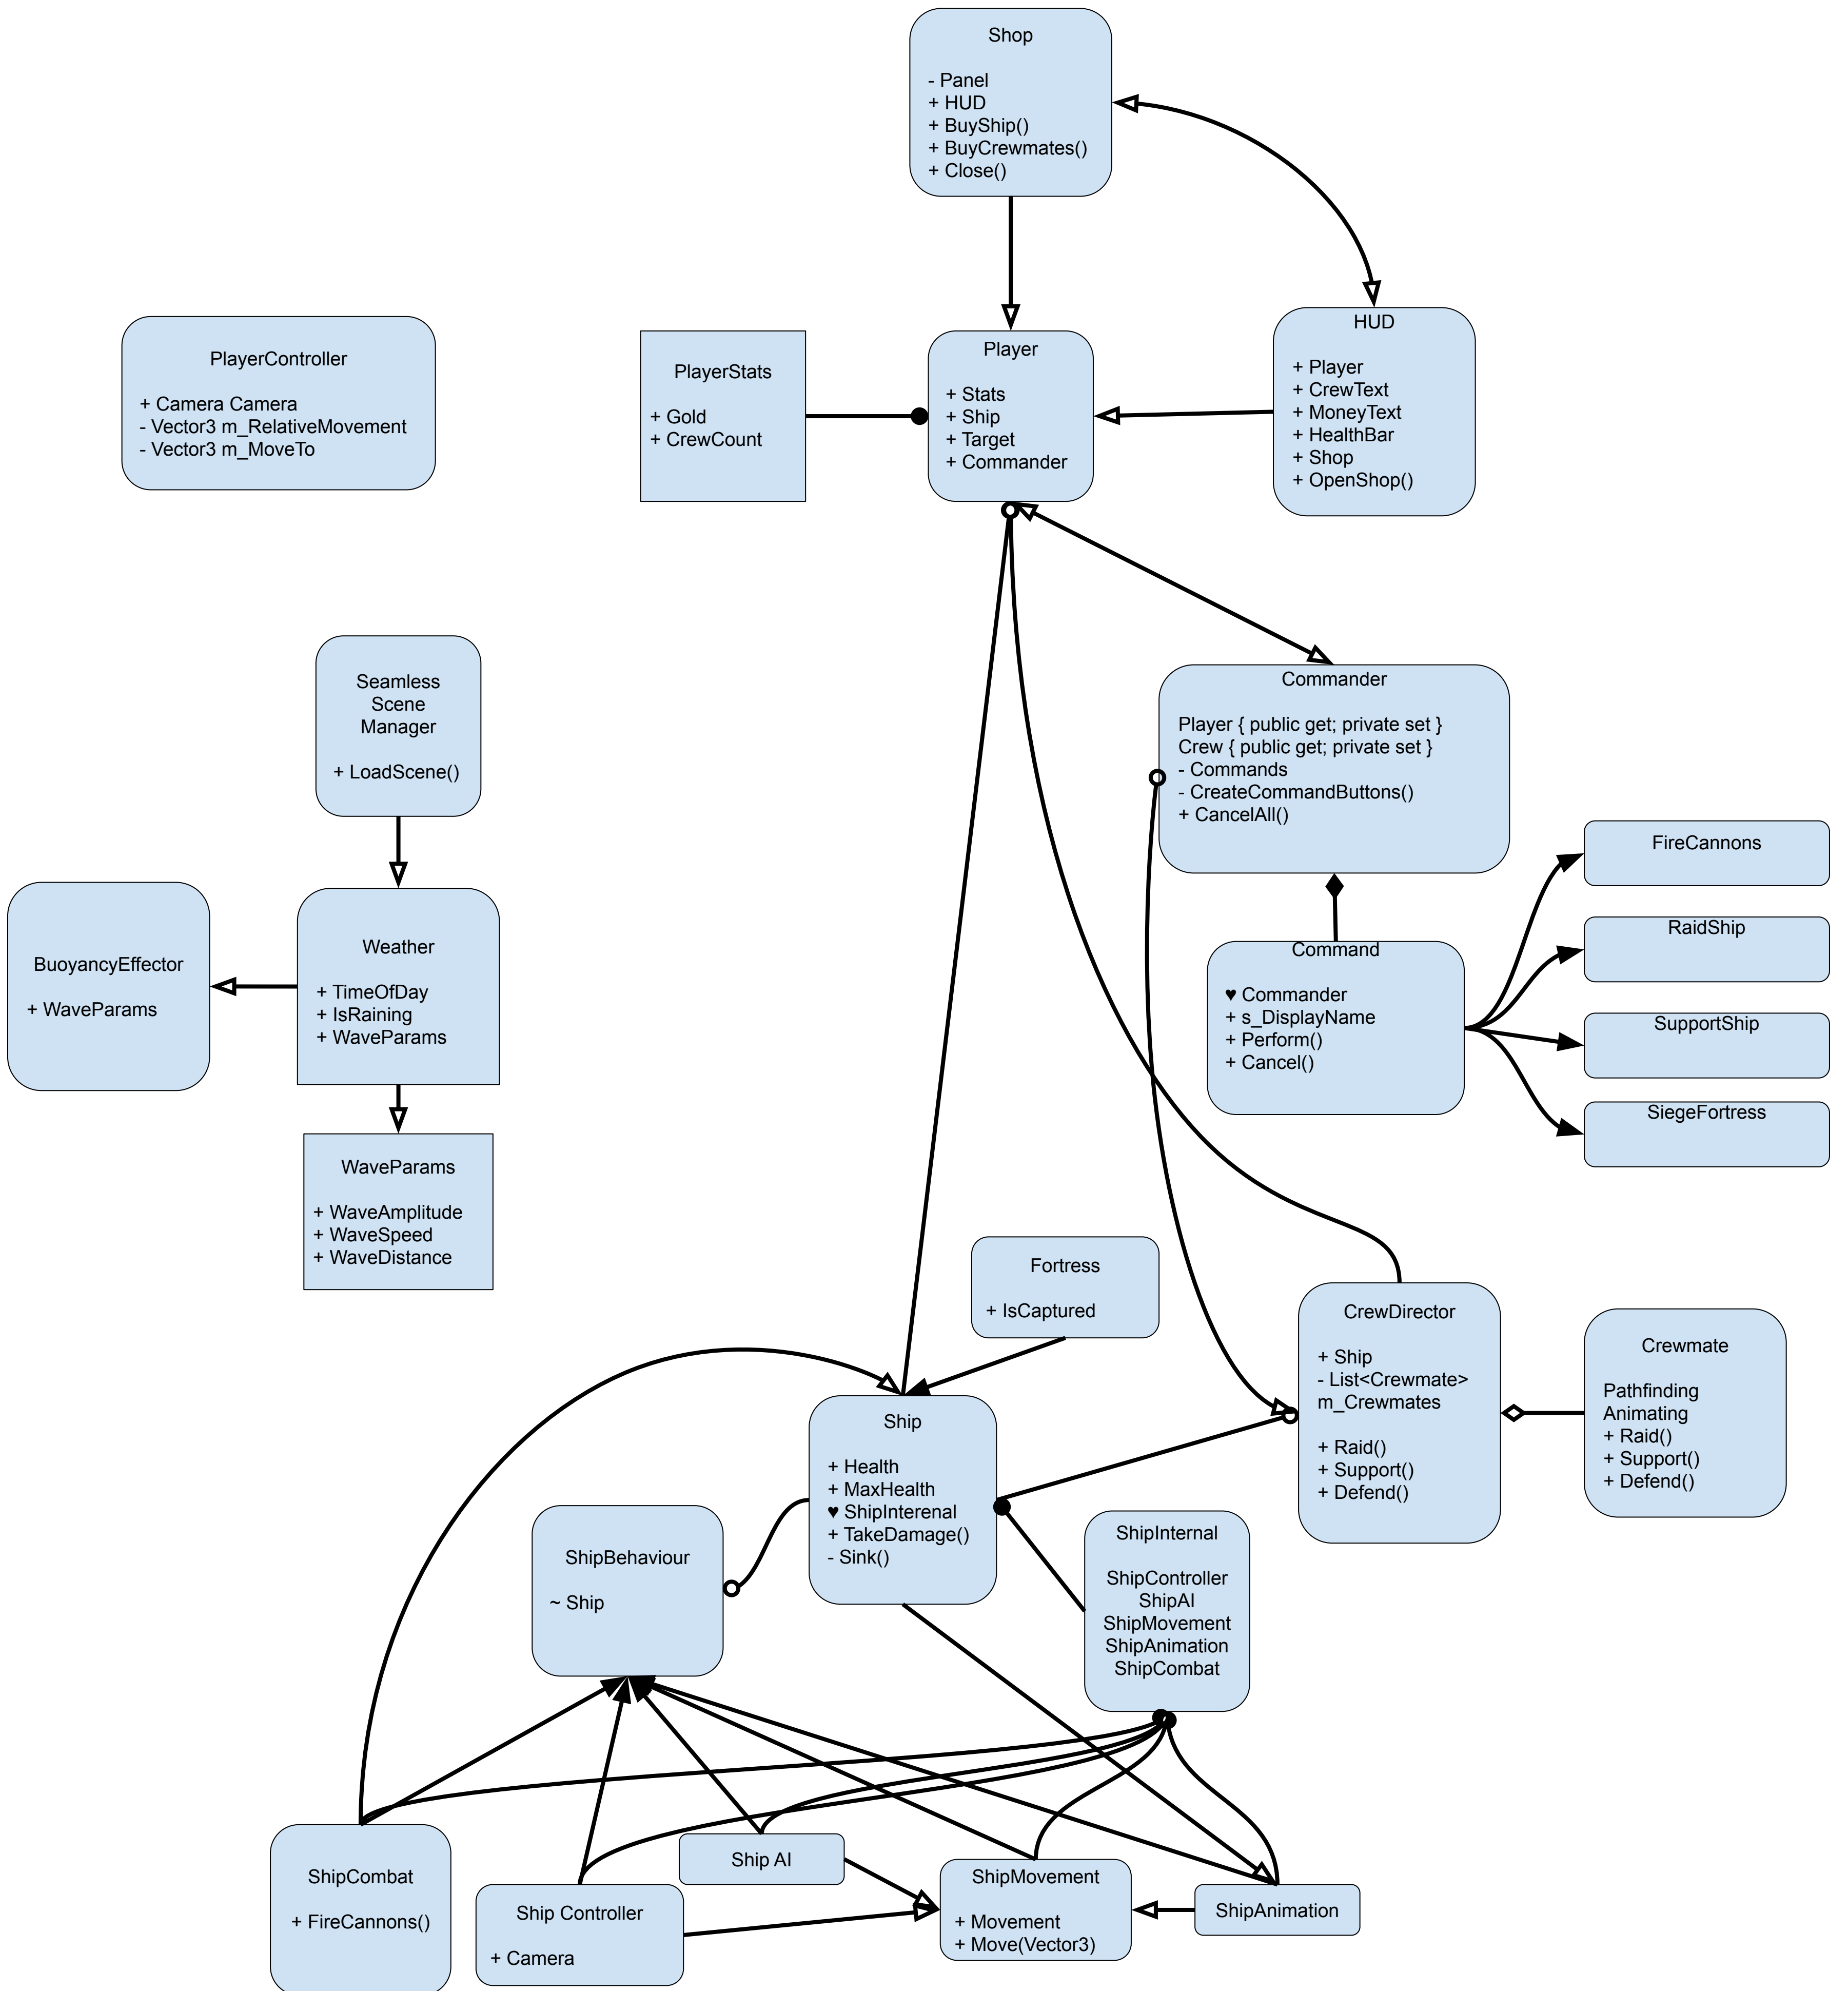 Shop
- Panel
+ HUD
+ BuyShip()
+ BuyCrewmates()
+ Close()
PlayerController
+ Camera Camera
- Vector3 m_RelativeMovement
- Vector3 m_MoveTo
PlayerStats
+ Gold
+ CrewCount
Player
+ Stats
+ Ship
+ Target
+ Commander
HUD
+ Player
+ CrewText
+ MoneyText
+ HealthBar
+ Shop
+ OpenShop()
Seamless
Scene
Manager
+ LoadScene()
Commander
Player { public get; private set }
Crew { public get; private set }
- Commands
- CreateCommandButtons()
+ CancelAll()
FireCannons
RaidShip
SupportShip
SiegeFortress
Command
♥ Commander
+ s_DisplayName
+ Perform()
+ Cancel()
BuoyancyEffector
+ WaveParams
Weather
+ TimeOfDay
+ IsRaining
+ WaveParams
WaveParams
+ WaveAmplitude
+ WaveSpeed
+ WaveDistance
Fortress
+ IsCaptured
CrewDirector
+ Ship
- List<Crewmate>
m_Crewmates
+ Raid()
+ Support()
+ Defend()
Crewmate
Pathfinding
Animating
+ Raid()
+ Support()
+ Defend()
Ship
+ Health
+ MaxHealth
♥ ShipInterenal
+ TakeDamage()
- Sink()
ShipBehaviour
~ Ship
ShipInternal
ShipController
ShipAI
ShipMovement
ShipAnimation
ShipCombat
ShipCombat
+ FireCannons()
Ship Controller
+ Camera
Ship AI
ShipMovement
+ Movement
+ Move(Vector3)
ShipAnimation